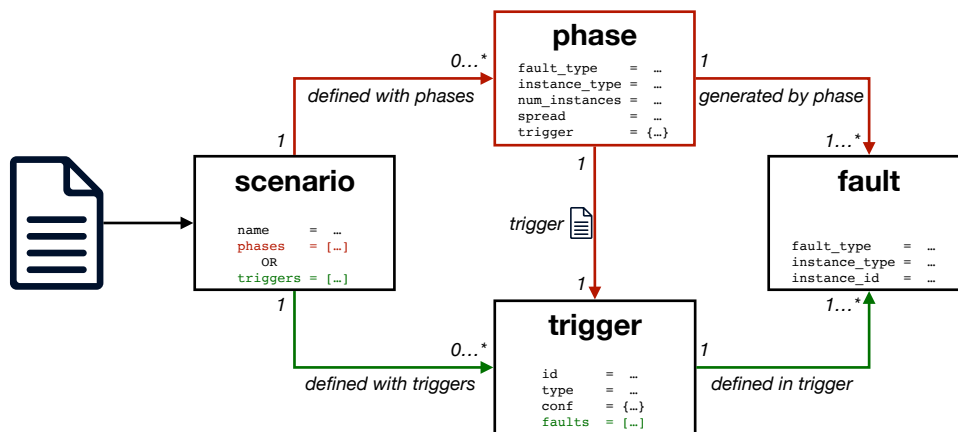 phase
fault_type    = …
instance_type = …
num_instances = …
spread        = …
trigger       = {…}
0…*
defined with phases
1
1
generated by phase
1…*
scenario
name     = …
phases   = […]
OR
triggers = […]
1
trigger
1
1
fault
fault_type    = …
instance_type = …
instance_id   = …
1…*
0…*
defined with triggers
trigger
id     = …
type   = …
conf   = {…}
faults = […]
1
defined in trigger